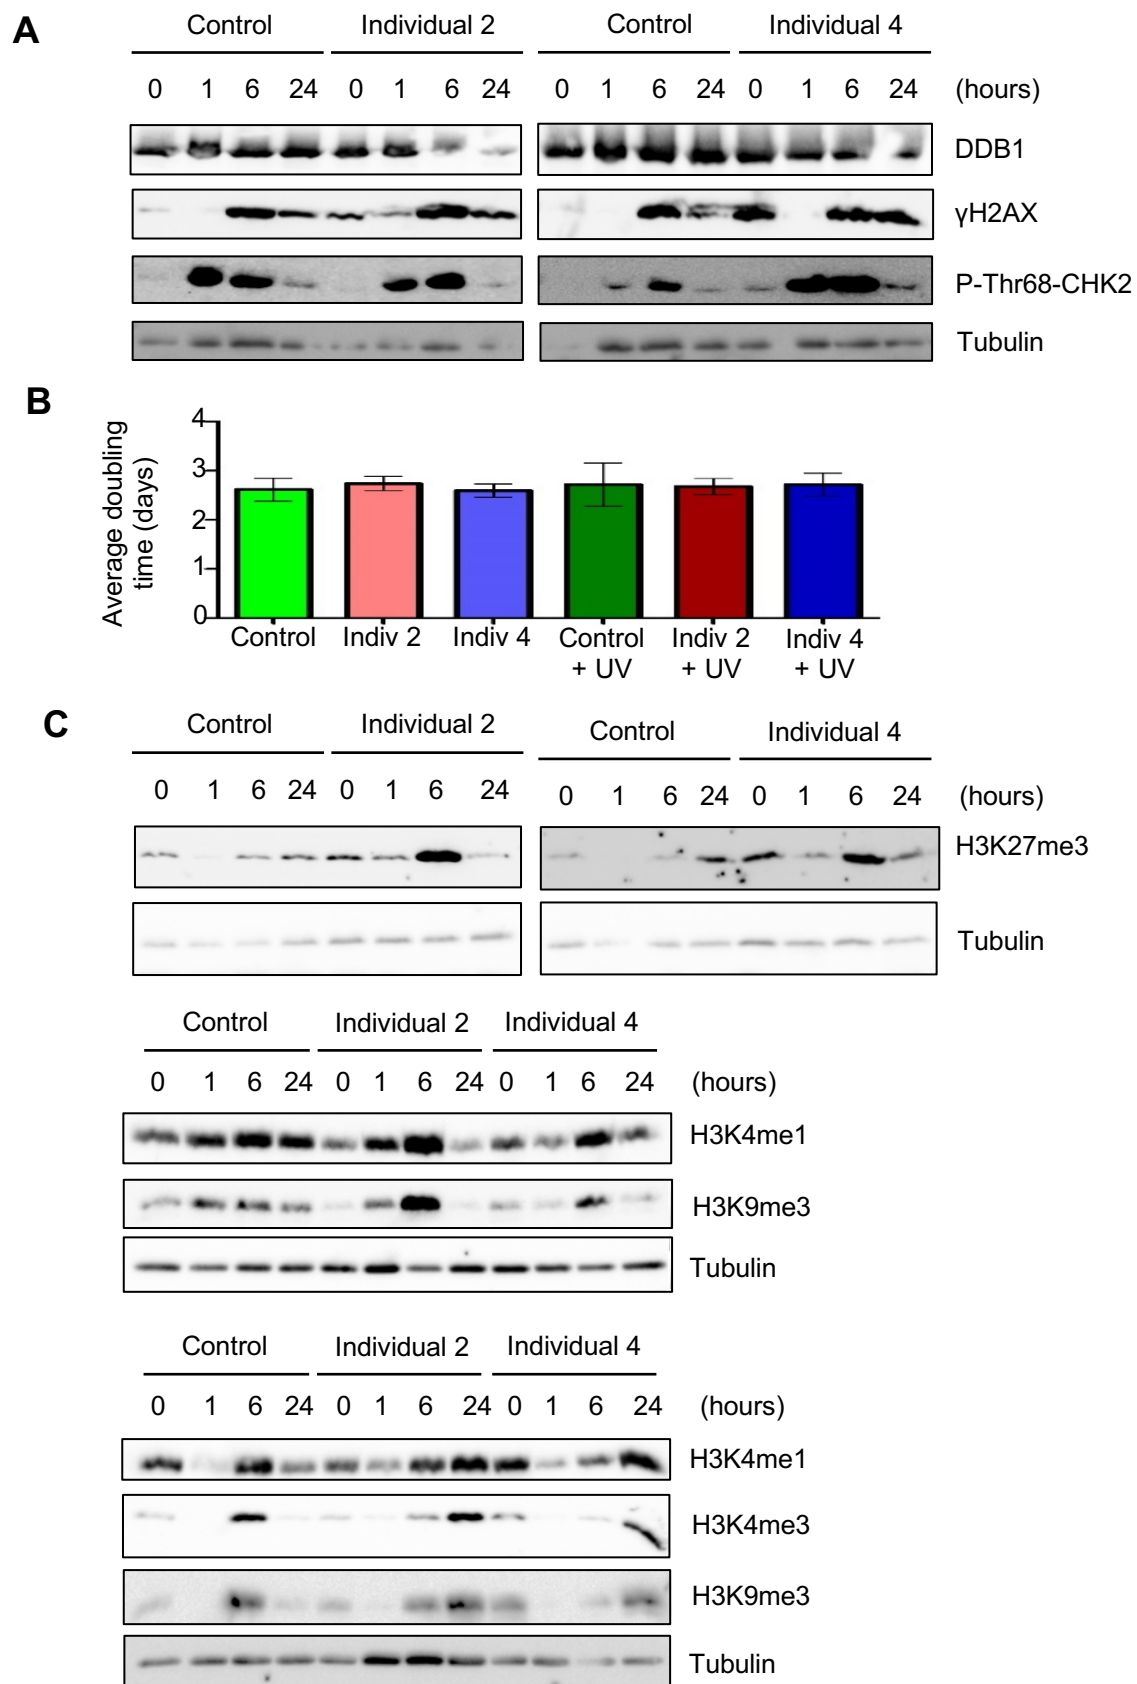 A
Control Individual 2 Control Individual 4
0 1 6 24 0 1 6 24 0 1 6 24 0 1 6 24 (hours)
DDB1
γH2AX
P-Thr68-CHK2
Tubulin
B
Average doubling
time (days)
4
3
2
1
0
Control Indiv 2 Indiv 4 Control Indiv 2 Indiv 4
+ UV + UV + UV
C
Control Individual 2 Control Individual 4
0 1 6 24 0 1 6 24 0 1 6 24 0 1 6 24 (hours)
H3K27me3
Tubulin
Control Individual 2 Individual 4
0 1 6 24 0 1 6 24 0 1 6 24 (hours)
H3K4me1
H3K9me3
Tubulin
Control Individual 2 Individual 4
0 1 6 24 0 1 6 24 0 1 6 24 (hours)
H3K4me1
H3K4me3
H3K9me3
Tubulin